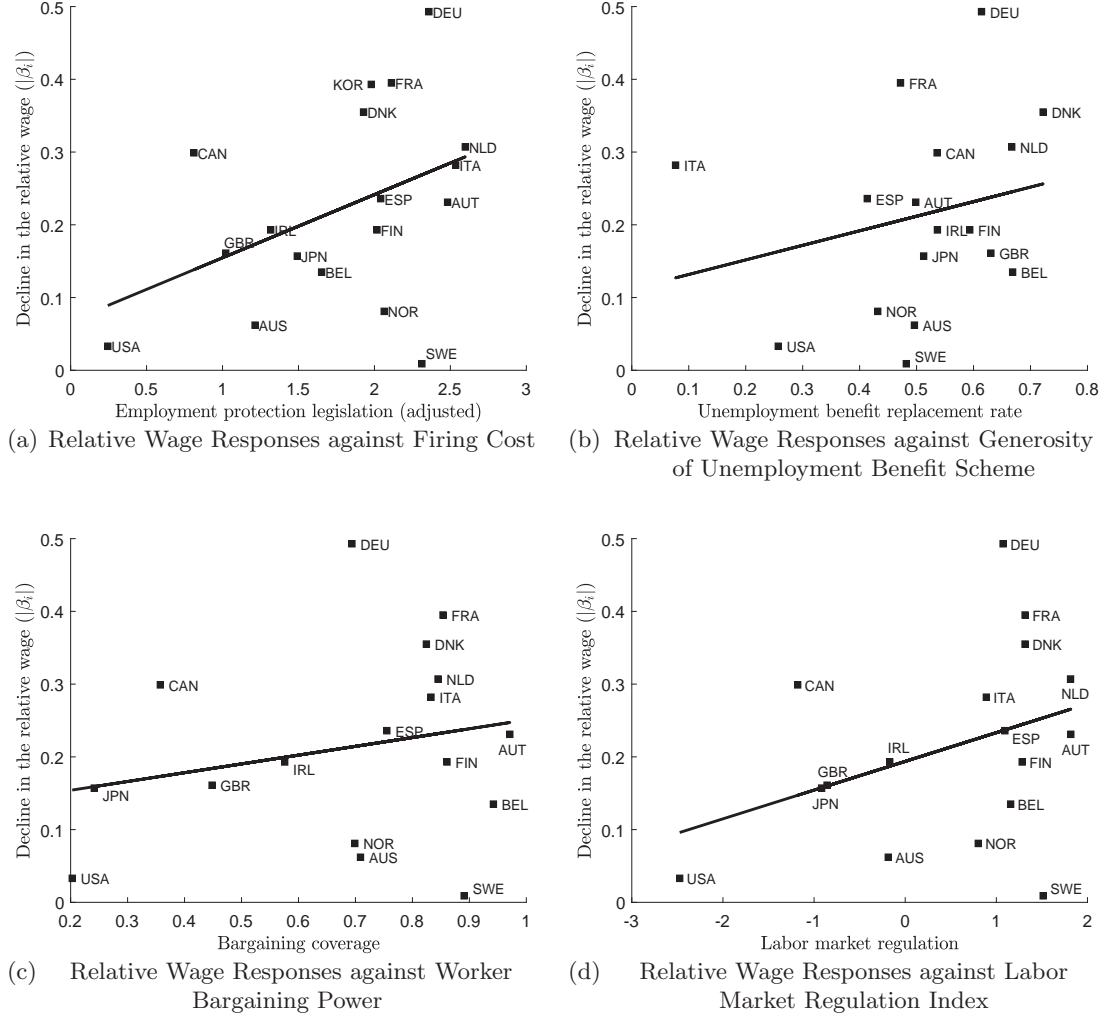 0.5
0.4
0.3
0.2
0.1
0
Decline in the relative wage (|β_i|)
DEU
KOR
FRA
DNK
CAN
NLD
ITA
ESP
AUT
IRL
FIN
GBR
JPN
BEL
NOR
AUS
USA
SWE
0 0.5 1 1.5 2 2.5 3
Employment protection legislation (adjusted)
(a) Relative Wage Responses against Firing Cost
0.5
0.4
0.3
0.2
0.1
0
Decline in the relative wage (|β_i|)
DEU
FRA
DNK
NLD
CAN
ITA
ESP
AUT
IRL
FIN
GBR
JPN
BEL
NOR
AUS
USA
SWE
0 0.1 0.2 0.3 0.4 0.5 0.6 0.7 0.8
Unemployment benefit replacement rate
(b) Relative Wage Responses against Generosity
of Unemployment Benefit Scheme
0.5
0.4
0.3
0.2
0.1
0
Decline in the relative wage (|β_i|)
DEU
FRA
DNK
NLD
CAN
ITA
ESP
AUT
IRL
FIN
GBR
JPN
BEL
NOR
AUS
USA
SWE
0.2 0.3 0.4 0.5 0.6 0.7 0.8 0.9 1
Bargaining coverage
(c) Relative Wage Responses against Worker
Bargaining Power
0.5
0.4
0.3
0.2
0.1
0
Decline in the relative wage (|β_i|)
DEU
FRA
DNK
NLD
CAN
ITA
ESP
AUT
IRL
FIN
GBR
JPN
BEL
NOR
AUS
USA
SWE
-3 -2 -1 0 1 2
Labor market regulation
(d) Relative Wage Responses against Labor
Market Regulation Index